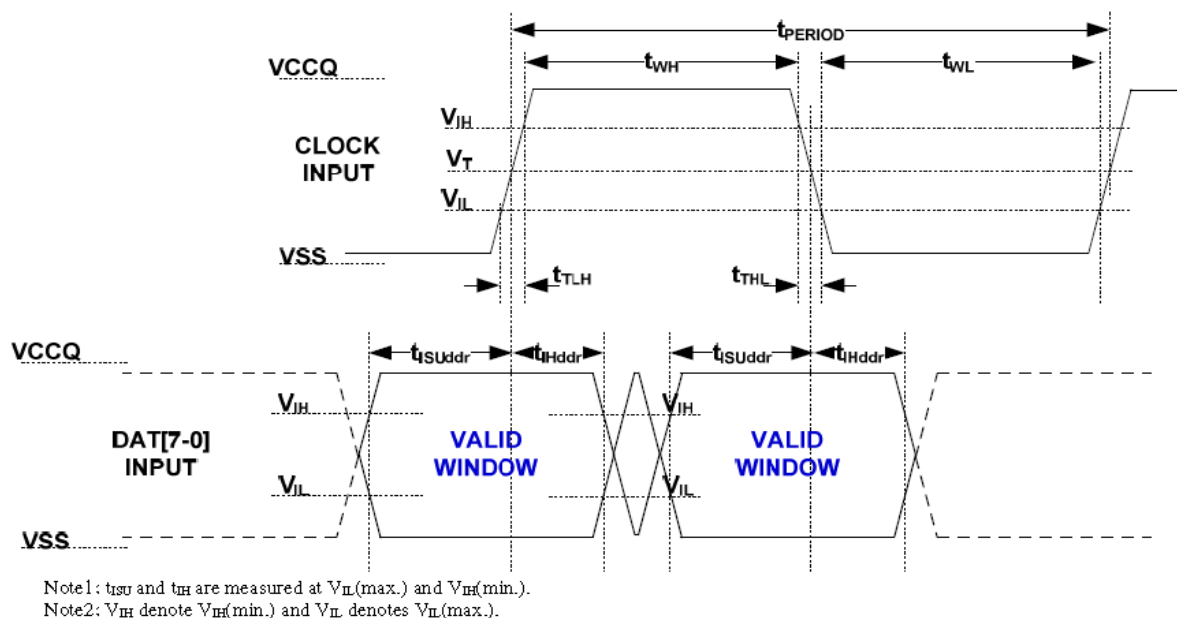 tPERIOD
VCCQ
tWH
tWL
VIH
CLOCK
INPUT
VT
VIL
VSS
tTLH
tTHL
VCCQ
tISUddr
tIHddr
tISUddr
tIHddr
VIH
VIH
DAT[7-0]
INPUT
VALID
WINDOW
VALID
WINDOW
VIL
VIL
VSS
Note1: tISU and tIH are measured at VIL(max.) and VIH(min.).
Note2: VIH denote VIH(min.) and VIL denotes VIL(max.).